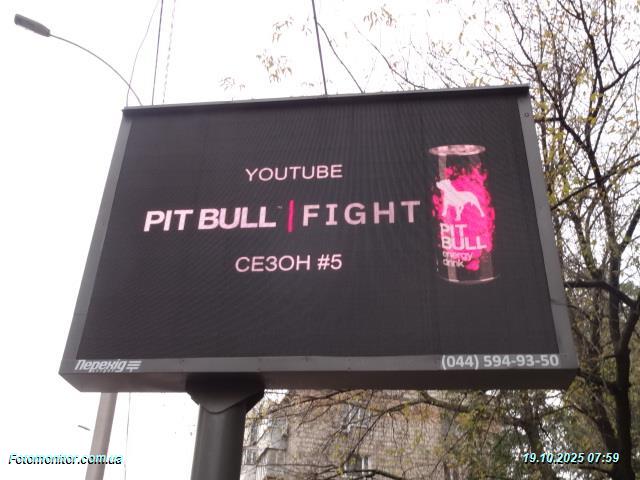 YOUTUBE
PIT BULL™ | FIGHT
СЕЗОН #5
PIT
BULL
energy
drink
Перехід
(044) 594-93-50
Fotomonitor.com.ua
19.10.2025 07:59